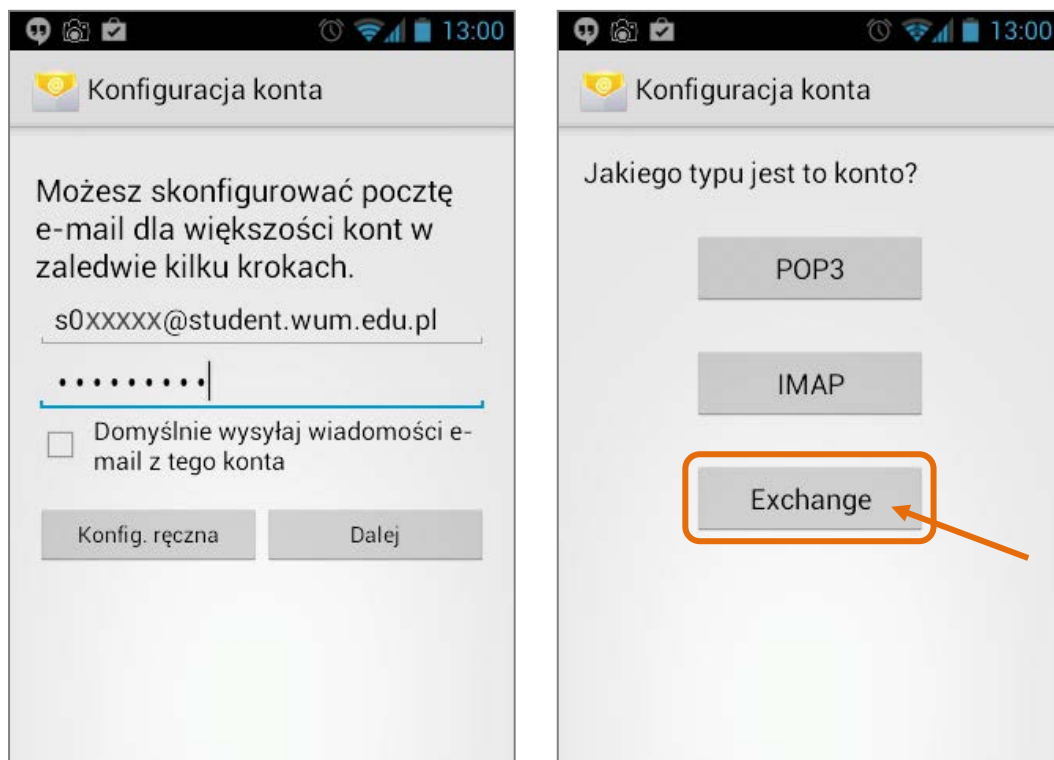 13:00
Konfiguracja konta
Możesz skonfigurować pocztę
e-mail dla większości kont w
zaledwie kilku krokach.
s0XXXXX@student.wum.edu.pl
Domyślnie wysyłaj wiadomości e-
mail z tego konta
Konfig. ręczna
Dalej
13:00
Konfiguracja konta
Jakiego typu jest to konto?
POP3
IMAP
Exchange